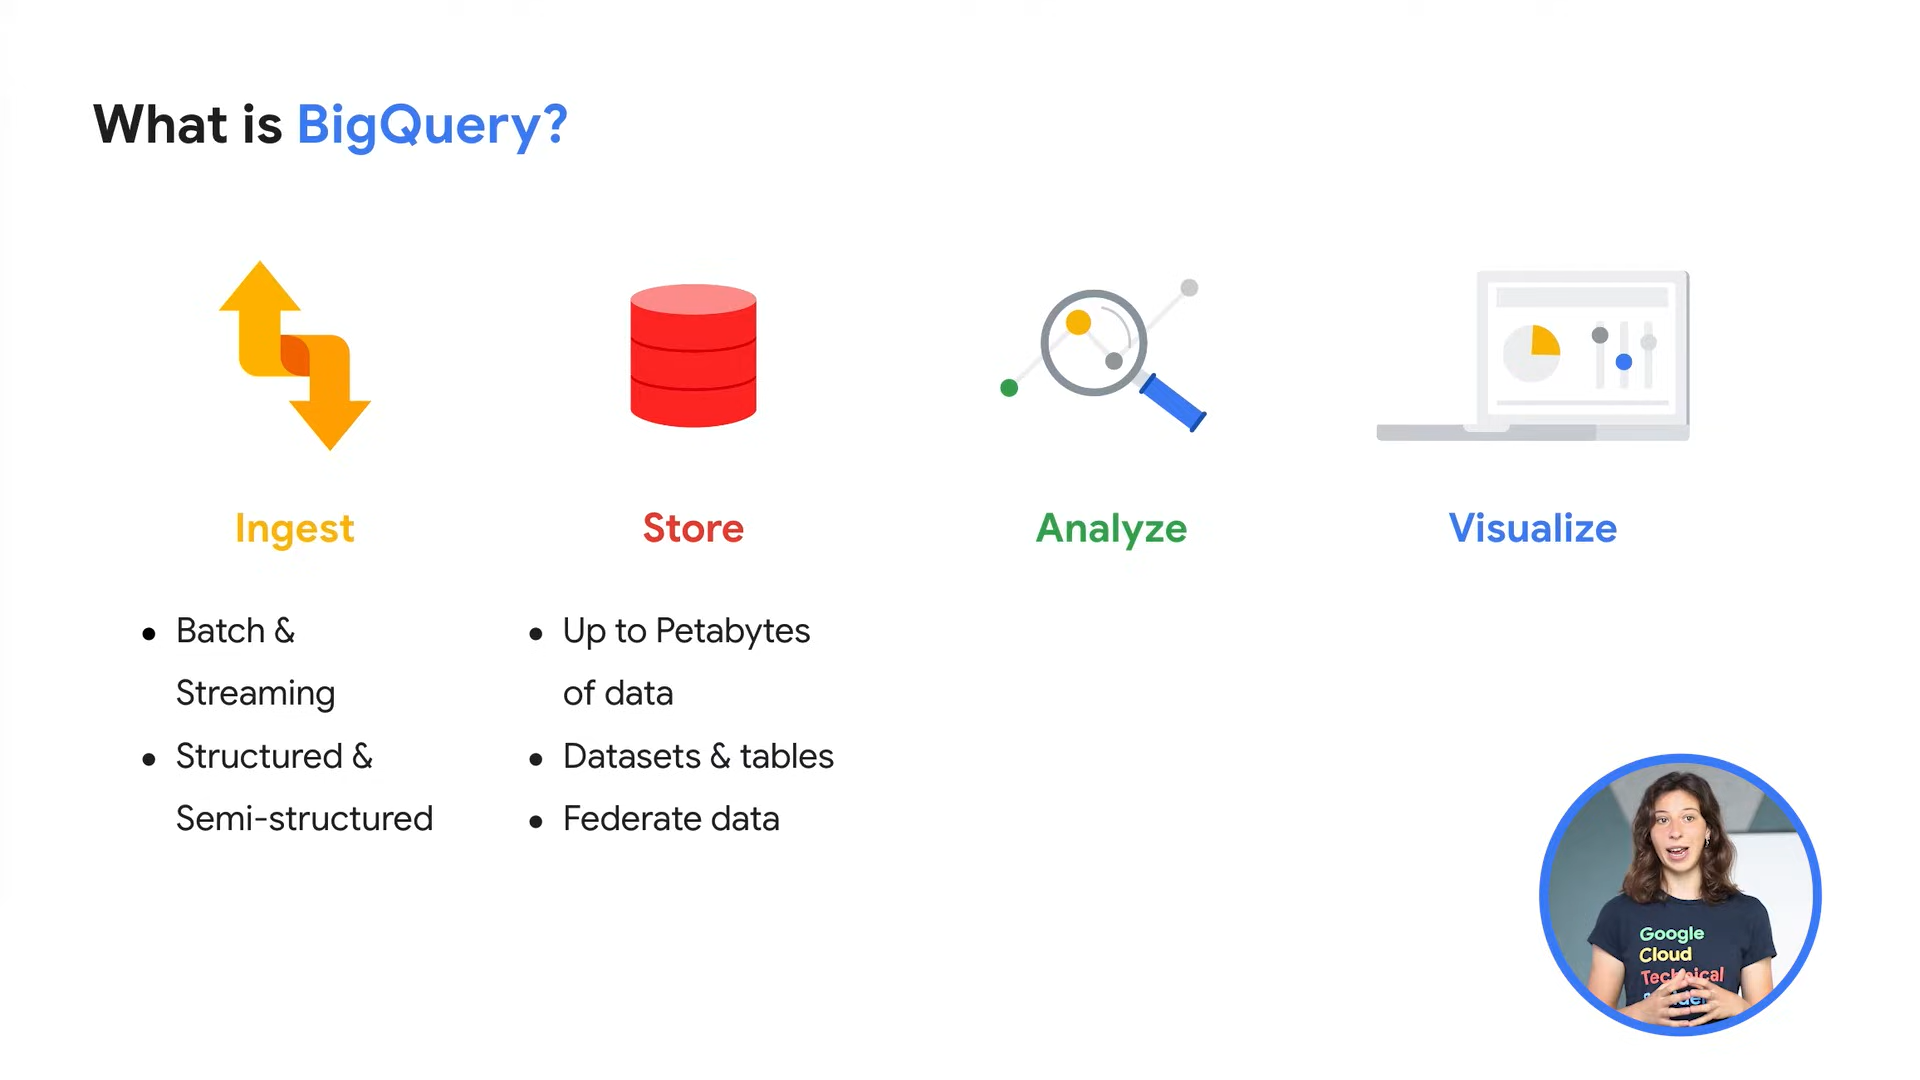 What is BigQuery?
Ingest
Store
Analyze
Visualize
● Batch &
Streaming
● Structured &
Semi-structured
● Up to Petabytes
of data
● Datasets & tables
● Federate data
Google
Cloud
Technical